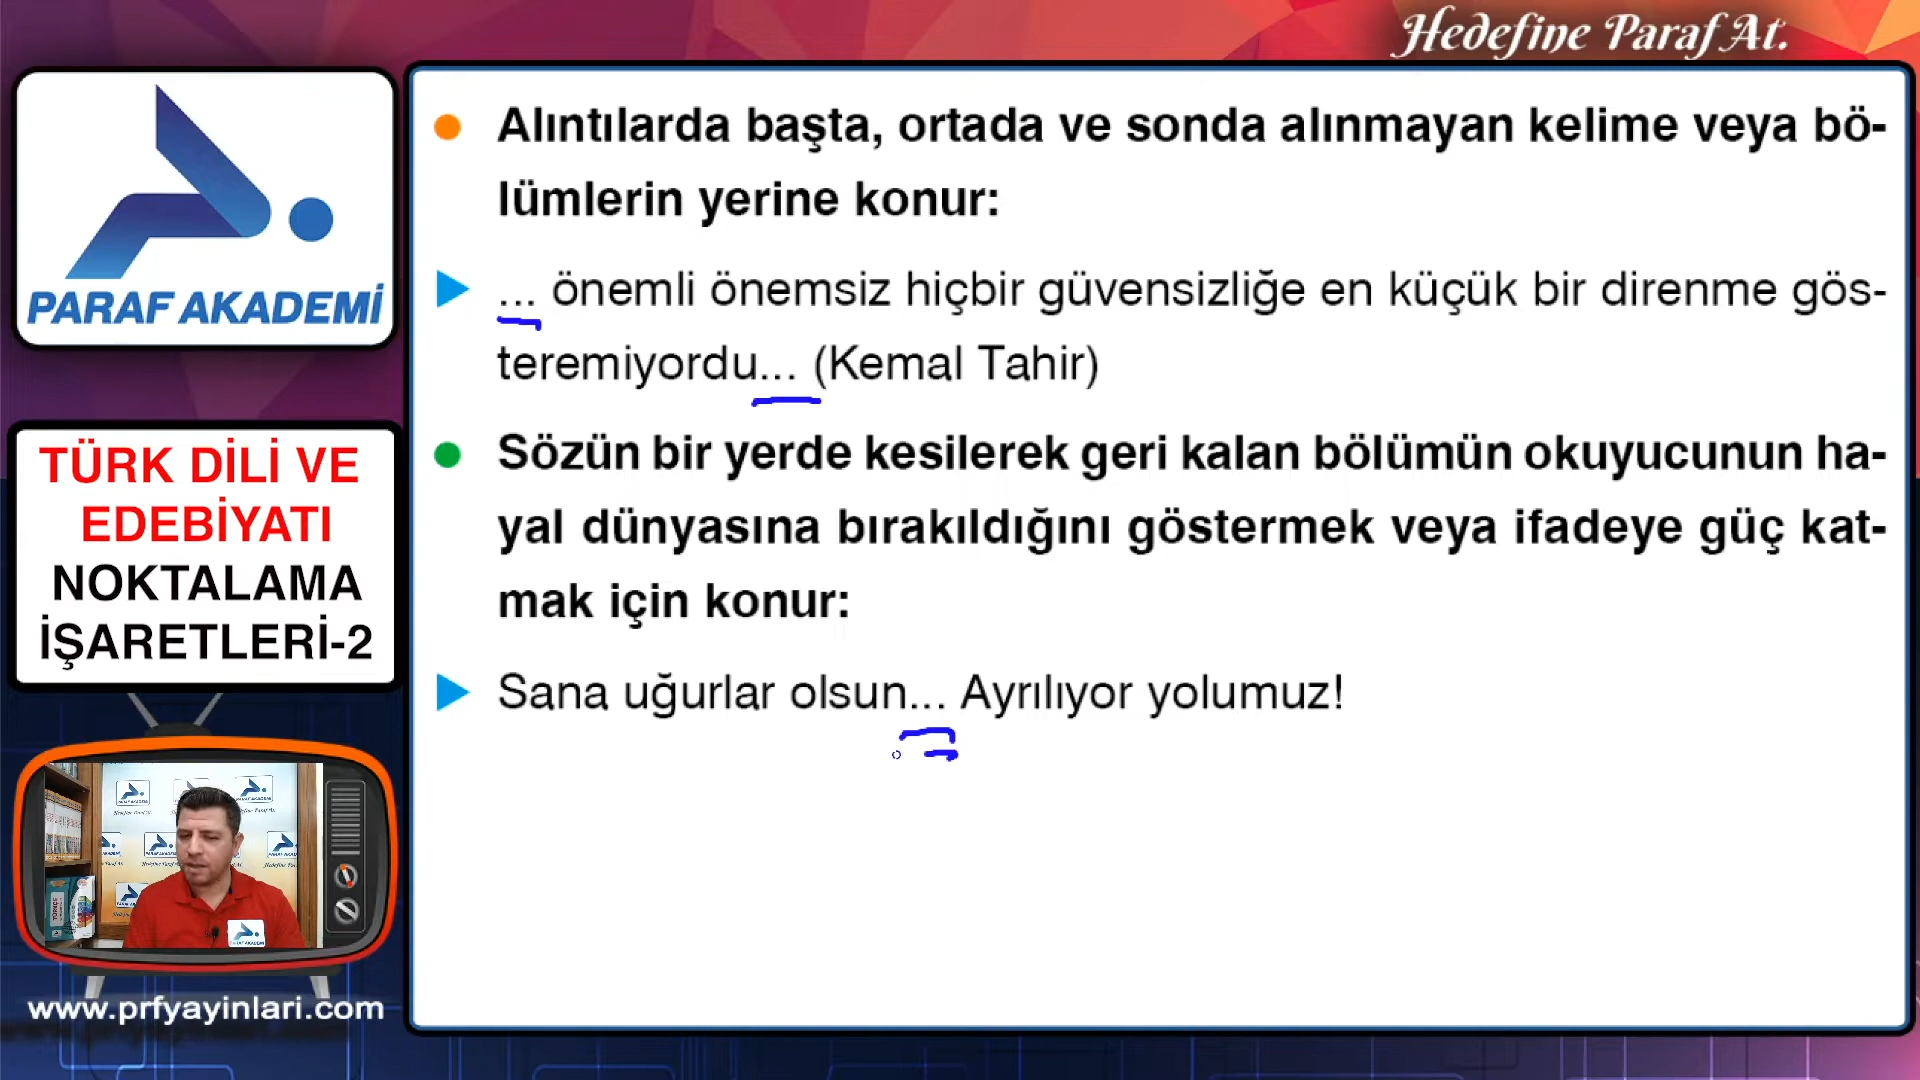 Hedefine Paraf At.
PARAF AKADEMİ
TÜRK DİLİ VE
EDEBİYATI
NOKTALAMA
İŞARETLERİ-2
www.prfyayinlari.com
Alıntılarda başta, ortada ve sonda alınmayan kelime veya bö-
lümlerin yerine konur:
... önemli önemsiz hiçbir güvensizliğe en küçük bir direnme gös-
teremiyordu... (Kemal Tahir)
Sözün bir yerde kesilerek geri kalan bölümün okuyucunun ha-
yal dünyasına bırakıldığını göstermek veya ifadeye güç kat-
mak için konur:
Sana uğurlar olsun... Ayrılıyor yolumuz!